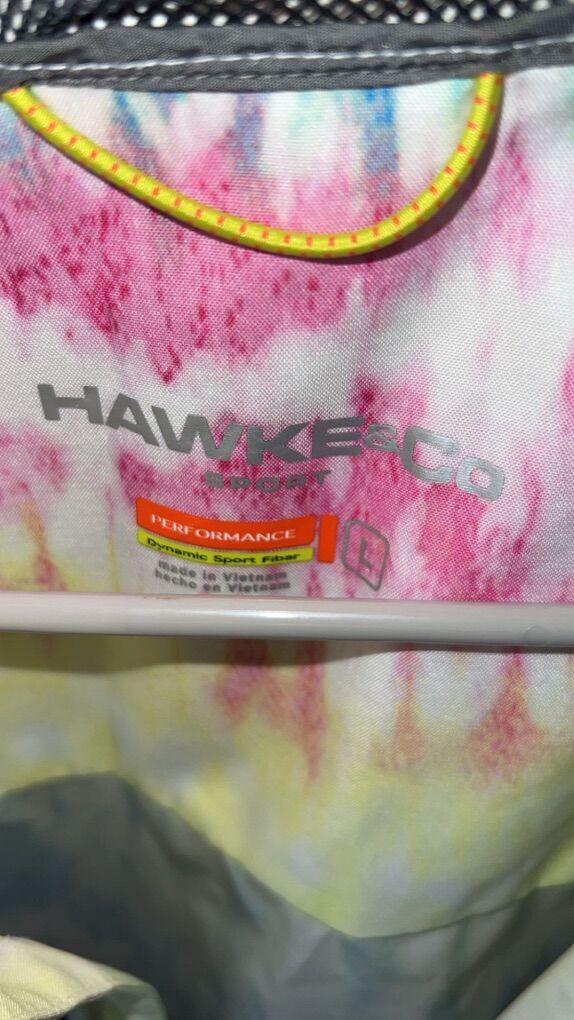 HAWKE & Co
SPORT
PERFORMANCE
Dynamic Sport Fiber
L
made in Vietnam
hecho en Vietnam